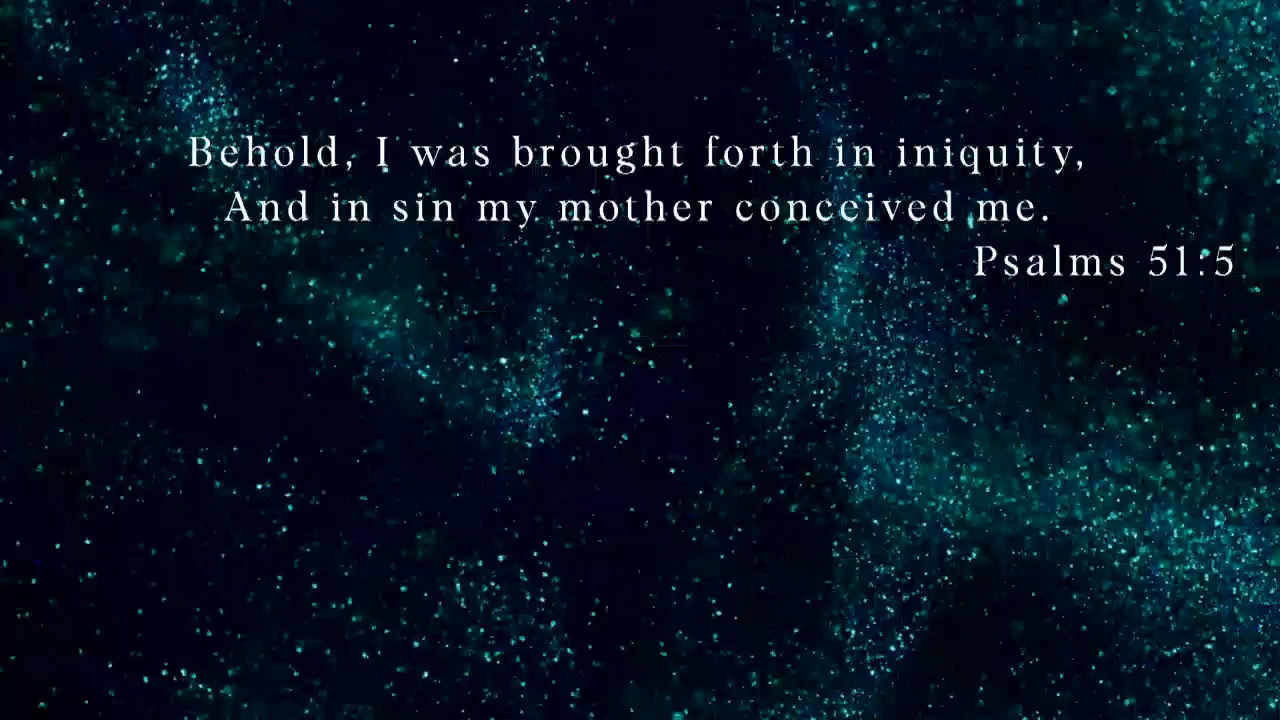 Behold, I was brought forth in iniquity,
And in sin my mother conceived me.
Psalms 51:5